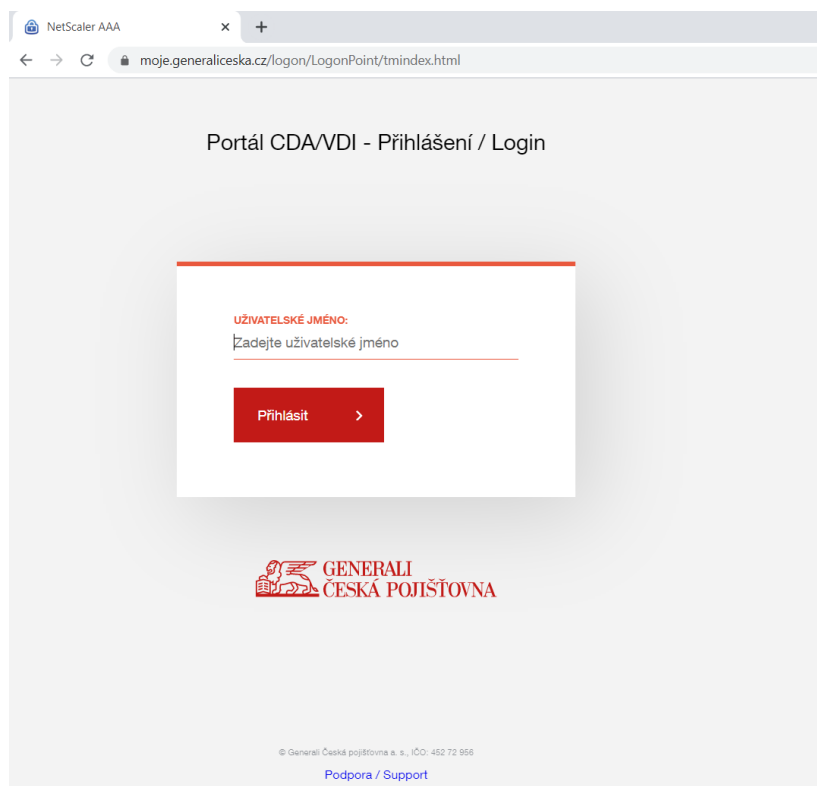 NetScaler AAA
moje.generaliceska.cz/logon/LogonPoint/tmindex.html
Portál CDA/VDI - Přihlášení / Login
UŽIVATELSKÉ JMÉNO:
Zadejte uživatelské jméno
Přihlásit
GENERALI
ČESKÁ POJIŠŤOVNA
© Generali Česká pojišťovna a. s., IČO: 452 72 956
Podpora / Support